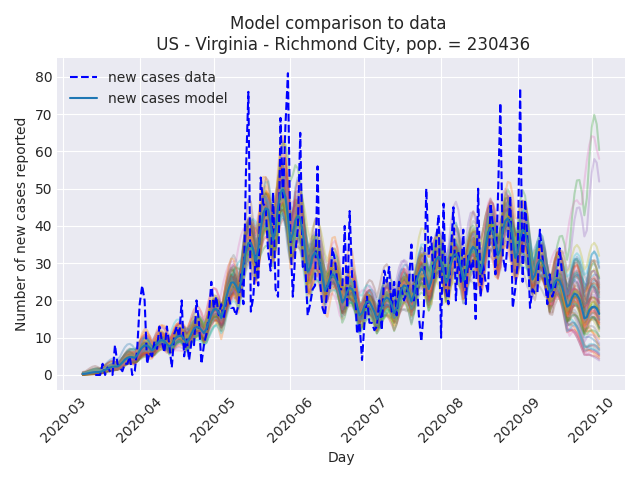 Model comparison to data
US - Virginia - Richmond City, pop. = 230436
new cases data
new cases model
Number of new cases reported
80
70
60
50
40
30
20
10
0
2020-03
2020-04
2020-05
2020-06
2020-07
2020-08
2020-09
2020-10
Day